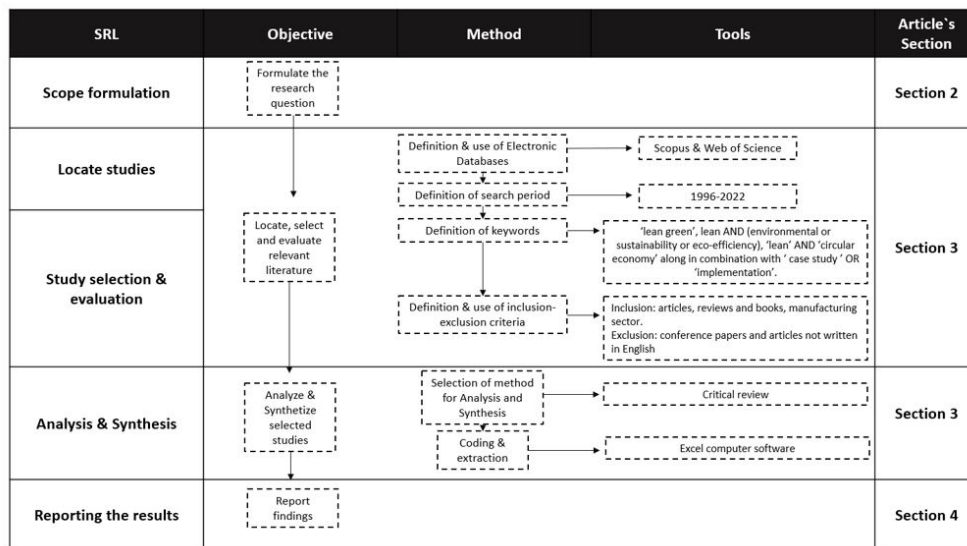 SRL
Objective
Method
Tools
Article`s
Section
Scope formulation
Formulate the
research
question
Section 2
Locate studies
Definition & use of Electronic
Databases
Scopus & Web of Science
Definition of search period
1996-2022
Study selection &
evaluation
Locate, select
and evaluate
relevant
literature
Definition of keywords
‘lean green’, lean AND (environmental or
sustainability or eco-efficiency), ‘lean’ AND ‘circular
economy’ along in combination with ‘ case study ’ OR
‘implementation’.
Definition & use of inclusion-
exclusion criteria
Inclusion: articles, reviews and books, manufacturing
sector.
Exclusion: conference papers and articles not written
in English
Section 3
Analysis & Synthesis
Analyze &
Synthetize
selected
studies
Selection of method
for Analysis and
Synthesis
Critical review
Coding &
extraction
Excel computer software
Section 3
Reporting the results
Report
findings
Section 4